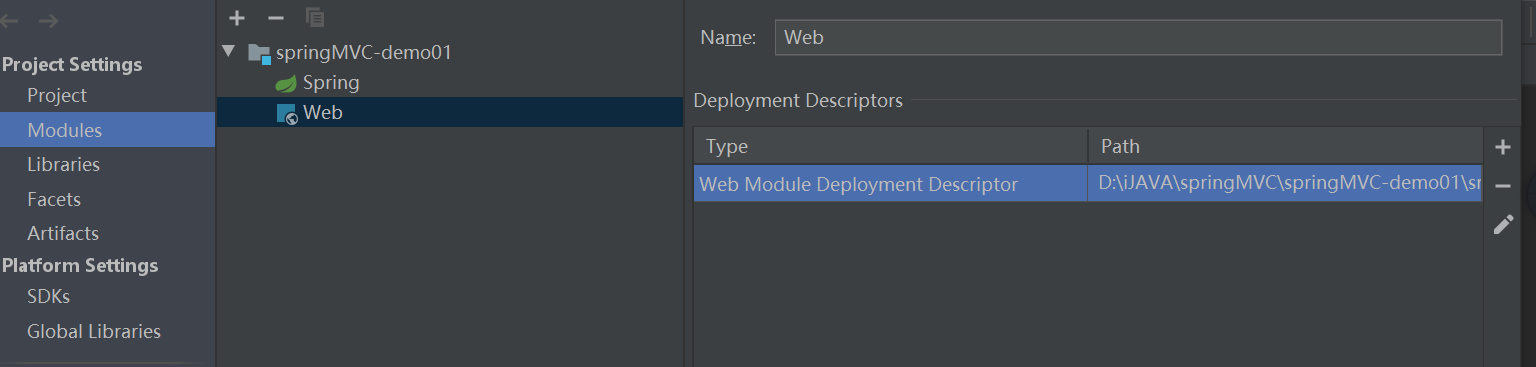 Project Settings
Project
Modules
Libraries
Facets
Artifacts
Platform Settings
SDKs
Global Libraries
springMVC-demo01
Spring
Web
Name: Web
Deployment Descriptors
Type Path
Web Module Deployment Descriptor D:\iJAVA\springMVC\springMVC-demo01\sr